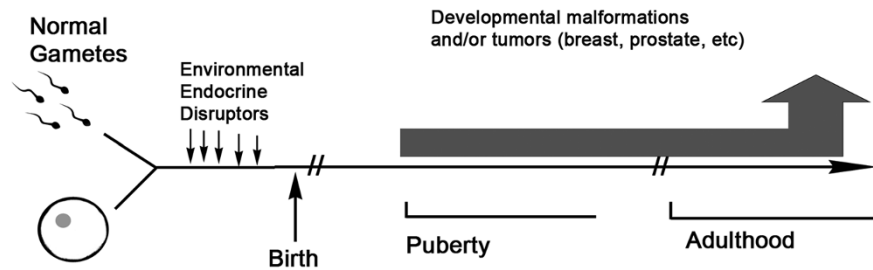 Normal
Gametes
Environmental
Endocrine
Disruptors
Developmental malformations
and/or tumors (breast, prostate, etc)
Birth
Puberty
Adulthood